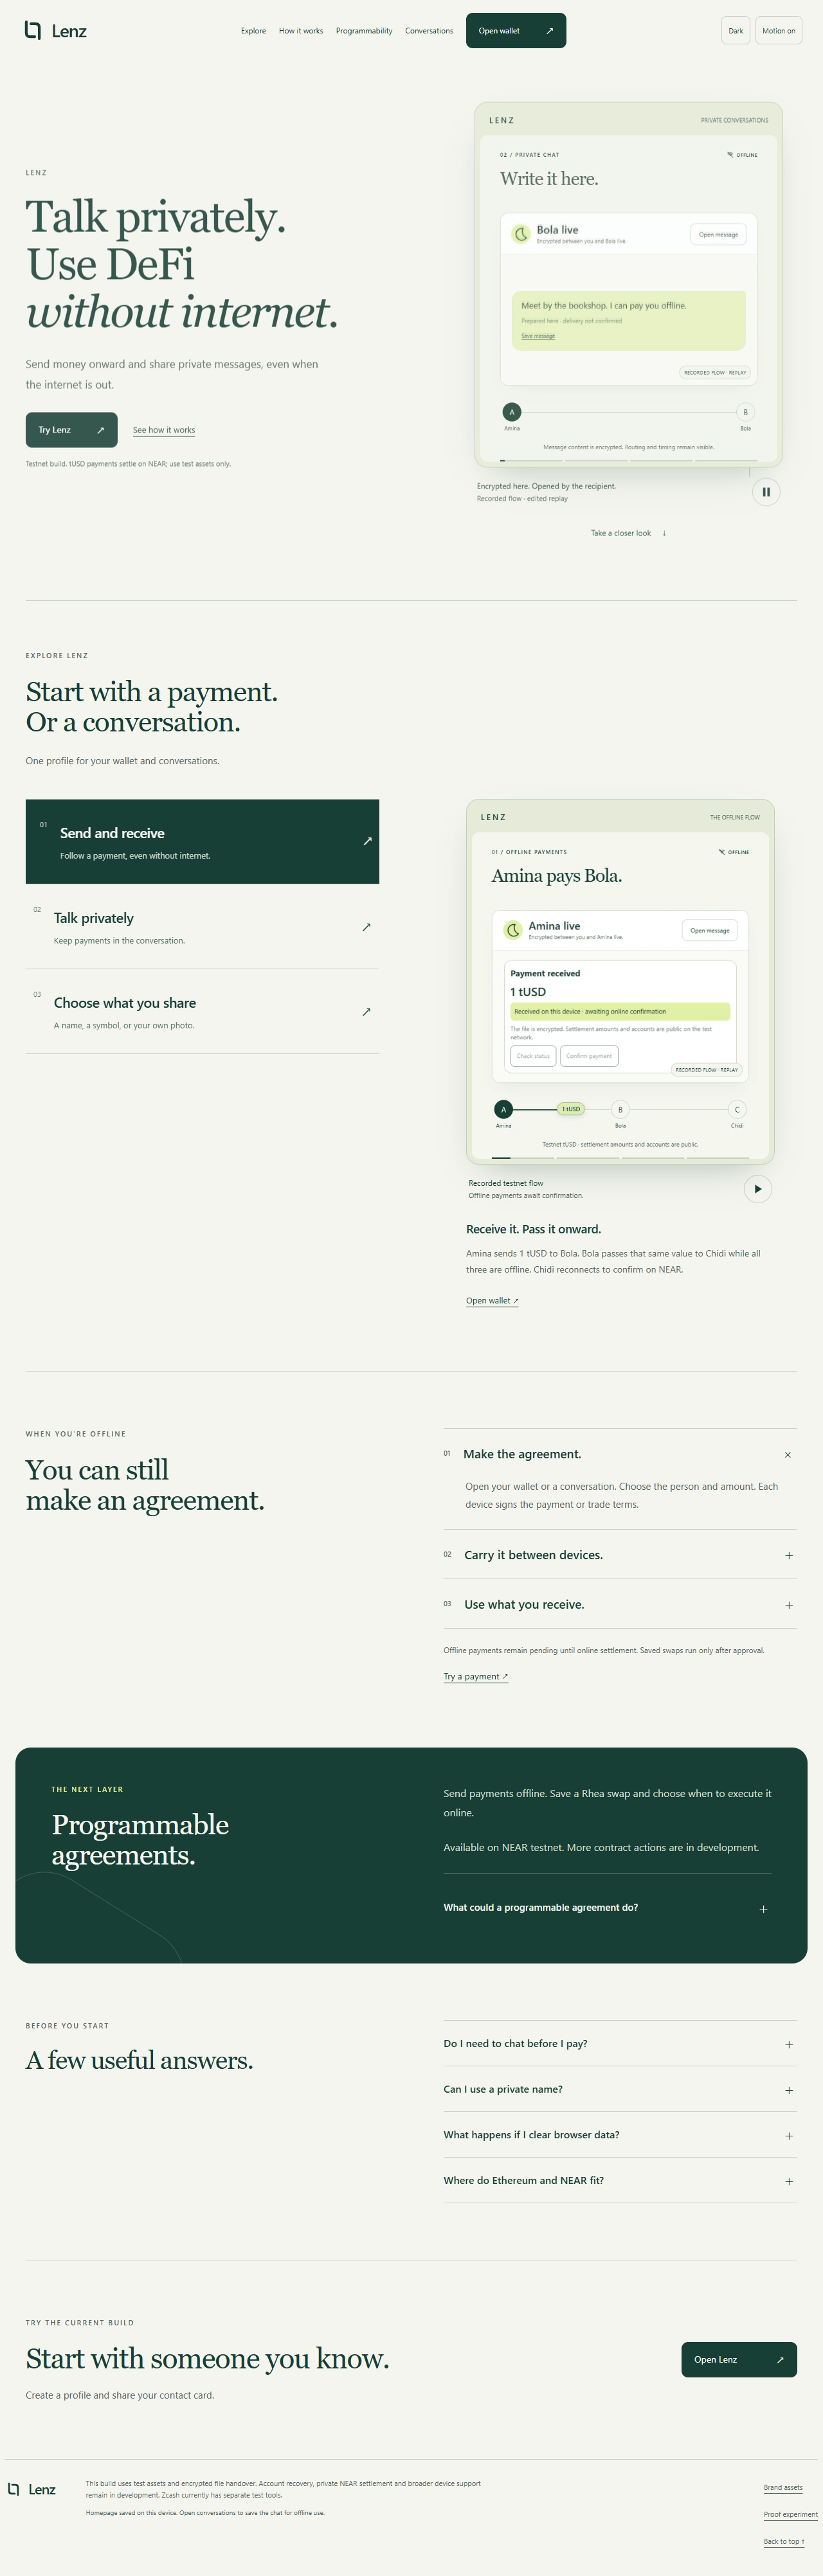 Lenz
Explore
How it works
Programmability
Conversations
Open wallet ↗
Dark
Motion on
LENZ
Talk privately.
Use DeFi
without internet.
Send money onward and share private messages, even when
the internet is out.
Try Lenz ↗
See how it works
Testnet build. tUSD payments settle on NEAR; use test assets only.
LENZ
PRIVATE CONVERSATIONS
02 / PRIVATE CHAT
OFFLINE
Write it here.
Bola live
Encrypted between you and Bola live.
Open message
Meet by the bookshop. I can pay you offline.
Prepared here · delivery not confirmed
Save message
RECORDED FLOW · REPLAY
A
B
Amina
Bola
Message content is encrypted. Routing and timing remain visible.
Encrypted here. Opened by the recipient.
Recorded flow · edited replay
Take a closer look ↓
EXPLORE LENZ
Start with a payment.
Or a conversation.
One profile for your wallet and conversations.
01
Send and receive
Follow a payment, even without internet.
↗
02
Talk privately
Keep payments in the conversation.
↗
03
Choose what you share
A name, a symbol, or your own photo.
↗
LENZ
THE OFFLINE FLOW
01 / OFFLINE PAYMENTS
OFFLINE
Amina pays Bola.
Amina live
Encrypted between you and Amina live.
Open message
Payment received
1 tUSD
Received on this device · awaiting online confirmation
The file is encrypted. Settlement amounts and accounts are public on the test
network.
Check status
Confirm payment
RECORDED FLOW · REPLAY
A
1 tUSD
B
C
Amina
Bola
Chidi
Testnet tUSD · settlement amounts and accounts are public.
Recorded testnet flow
Offline payments await confirmation.
Receive it. Pass it onward.
Amina sends 1 tUSD to Bola. Bola passes that same value to Chidi while all
three are offline. Chidi reconnects to confirm on NEAR.
Open wallet ↗
WHEN YOU'RE OFFLINE
You can still
make an agreement.
01 Make the agreement. ×
Open your wallet or a conversation. Choose the person and amount. Each
device signs the payment or trade terms.
02 Carry it between devices. +
03 Use what you receive. +
Offline payments remain pending until online settlement. Saved swaps run only after approval.
Try a payment ↗
THE NEXT LAYER
Programmable
agreements.
Send payments offline. Save a Rhea swap and choose when to execute it
online.
Available on NEAR testnet. More contract actions are in development.
What could a programmable agreement do? +
BEFORE YOU START
A few useful answers.
Do I need to chat before I pay? +
Can I use a private name? +
What happens if I clear browser data? +
Where do Ethereum and NEAR fit? +
TRY THE CURRENT BUILD
Start with someone you know.
Create a profile and share your contact card.
Open Lenz ↗
Lenz
This build uses test assets and encrypted file handover. Account recovery, private NEAR settlement and broader device support
remain in development. Zcash currently has separate test tools.
Homepage saved on this device. Open conversations to save the chat for offline use.
Brand assets
Proof experiment
Back to top ↑